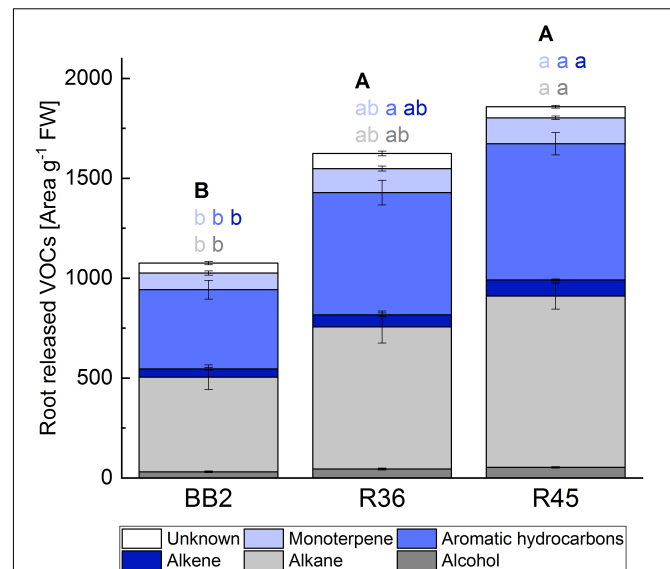 Root released VOCs [Area g-1 FW]
2000
1500
1000
500
0
B
b b b
b b
A
ab a ab
ab ab
A
a a a
a a
BB2 R36 R45
Unknown Monoterpene Aromatic hydrocarbons
Alkene Alkane Alcohol